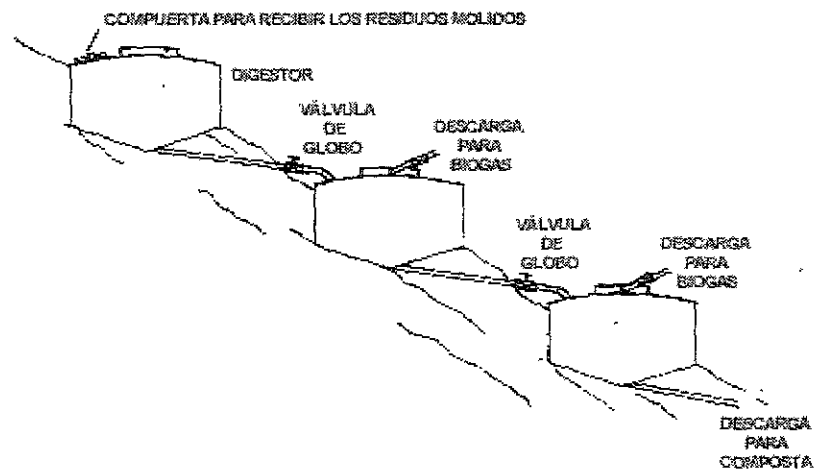 COMPUERTA PARA RECIBIR LOS RESIDUOS MOLIDOS
DIGESTOR
VÁLVULA
DE
GLOBO
DESCARGA
PARA
BIOGAS
VÁLVULA
DE
GLOBO
DESCARGA
PARA
BIOGAS
DESCARGA
PARA
COMPOSTA